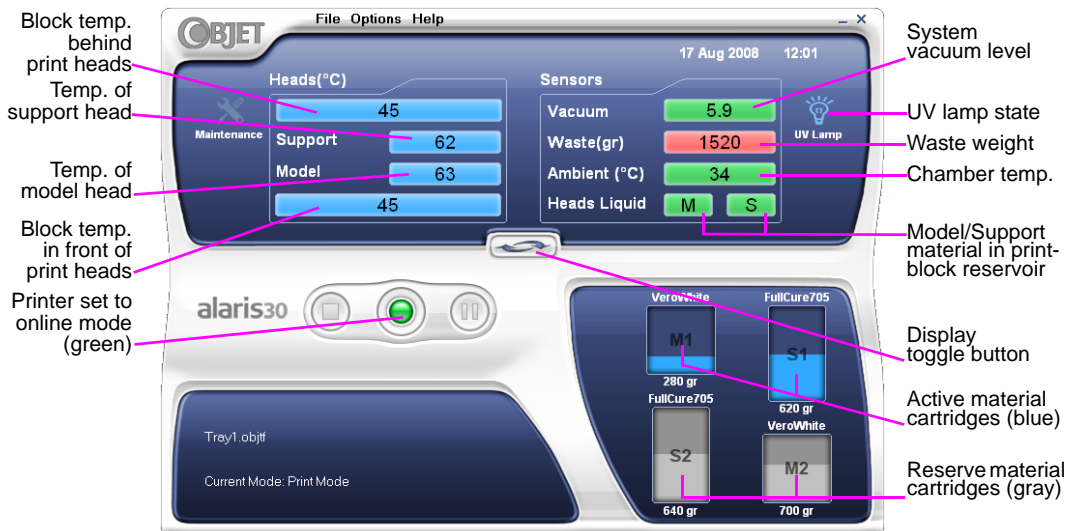 Block temp.
behind
print heads
Temp. of
support head
Temp. of
model head
Block temp.
in front of
print heads
Printer set to
online mode
(green)
OBJET
File Options Help
17 Aug 2008 12:01
Maintenance
Heads(°C)
45
Support 62
Model 63
45
Sensors
Vacuum 5.9
Waste(gr) 1520
Ambient (°C) 34
Heads Liquid M S
UV Lamp
alaris30
Tray1.objtf
Current Mode: Print Mode
VeroWhite
M1
280 gr
FullCure705
S1
620 gr
FullCure705
S2
640 gr
VeroWhite
M2
700 gr
System
vacuum level
UV lamp state
Waste weight
Chamber temp.
Model/Support
material in print-
block reservoir
Display
toggle button
Active material
cartridges (blue)
Reserve material
cartridges (gray)